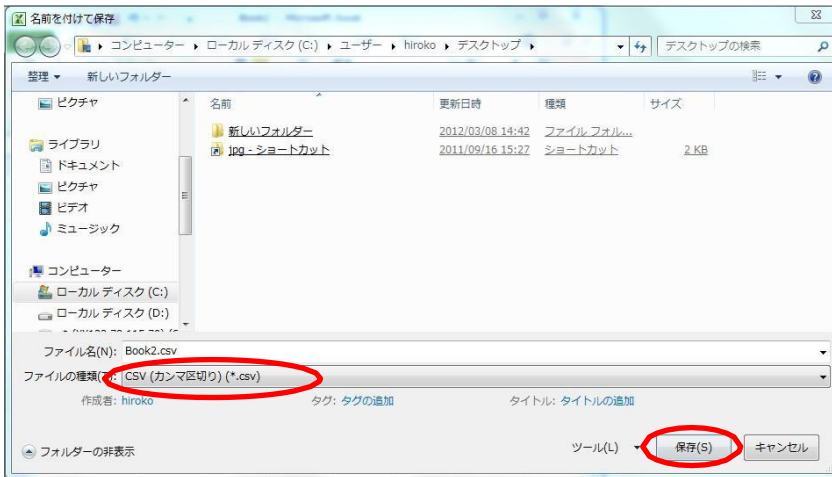 名前を付けて保存
コンピューター ▸ ローカル ディスク (C:) ▸ ユーザー ▸ hiroko ▸ デスクトップ ▸ デスクトップの検索
整理 ▼ 新しいフォルダー
ピクチャ
ライブラリ
ドキュメント
ピクチャ
ビデオ
ミュージック
コンピューター
ローカル ディスク (C:)
ローカル ディスク (D:)
名前 更新日時 種類 サイズ
新しいフォルダー 2012/03/08 14:42 ファイル フォル...
jpg - ショートカット 2011/09/16 15:27 ショートカット 2 KB
ファイル名(N): Book2.csv
ファイルの種類(T): CSV (カンマ区切り) (*.csv)
作成者: hiroko タグ: タグの追加 タイトル: タイトルの追加
フォルダーの非表示 ツール(L) ▼ 保存(S) キャンセル